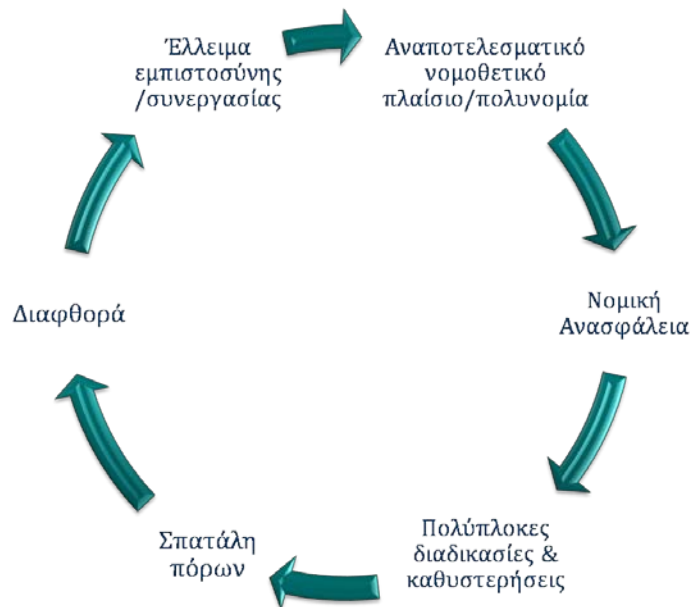 Έλλειμα
εμπιστοσύνης
/συνεργασίας
Αναποτελεσματικό
νομοθετικό
πλαίσιο/πολυνομία
Νομική
Ανασφάλεια
Πολύπλοκες
διαδικασίες &
καθυστερήσεις
Σπατάλη
πόρων
Διαφθορά